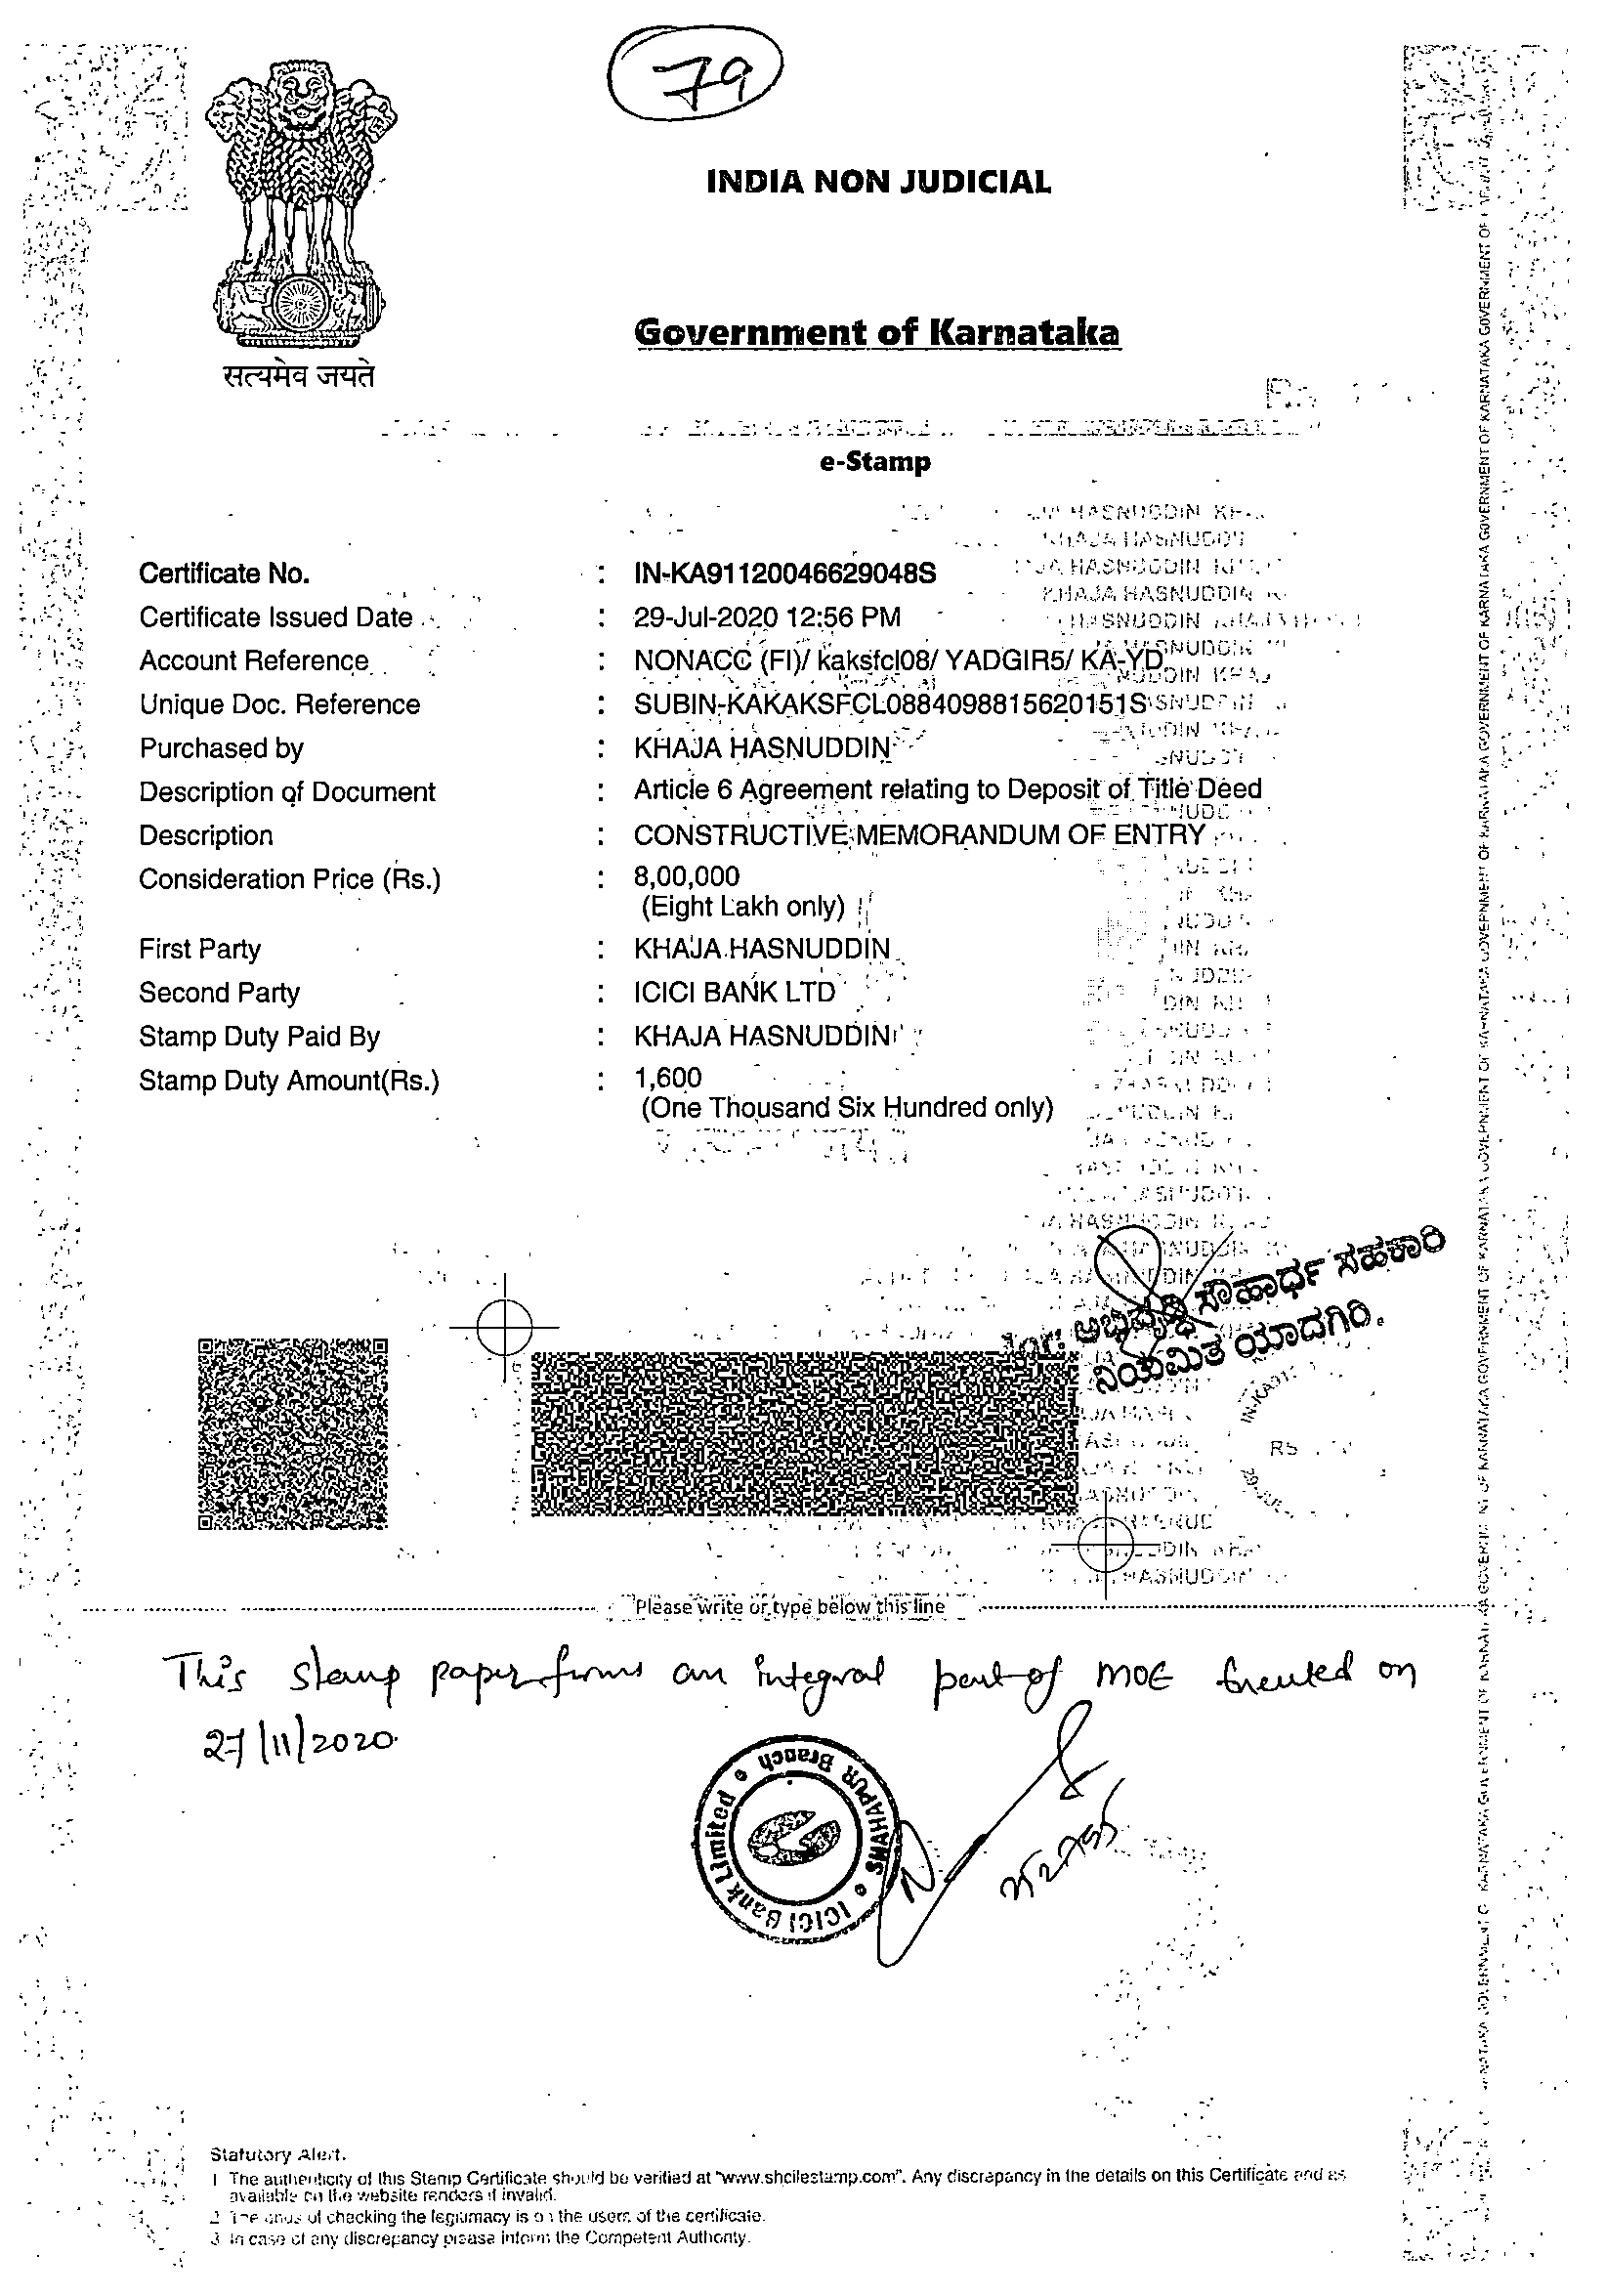 79
INDIA NON JUDICIAL
Government of Karnataka
सत्यमेव जयते
e-Stamp
Certificate No. : IN-KA91120046629048S
Certificate Issued Date : 29-Jul-2020 12:56 PM
Account Reference : NONACC (FI)/ kaksfcl08/ YADGIR5/ KA-YD
Unique Doc. Reference : SUBIN-KAKAKSFCL0884098815620151S
Purchased by : KHAJA HASNUDDIN
Description of Document : Article 6 Agreement relating to Deposit of Title Deed
Description : CONSTRUCTIVE MEMORANDUM OF ENTRY
Consideration Price (Rs.) : 8,00,000
(Eight Lakh only)
First Party : KHAJA HASNUDDIN
Second Party : ICICI BANK LTD
Stamp Duty Paid By : KHAJA HASNUDDIN
Stamp Duty Amount(Rs.) : 1,600
(One Thousand Six Hundred only)
ಅಭಿವೃದ್ಧಿ ಸೌಹಾರ್ಧ ಸಹಕಾರಿ
ನಿಯಮಿತ ಯಾದಗಿರಿ.
Please write or type below this line
This stamp paper forms an integral part of MOE Created on
27/11/2020
ICICI Bank Limited SHAHAPUR Branch
Statutory Alert.
1 The authenticity of this Stamp Certificate should be verified at "www.shcilestamp.com". Any discrepancy in the details on this Certificate and as
available on the website renders it invalid.
2 The onus of checking the legitimacy is on the users of the certificate.
3 In case of any discrepancy please inform the Competent Authority.